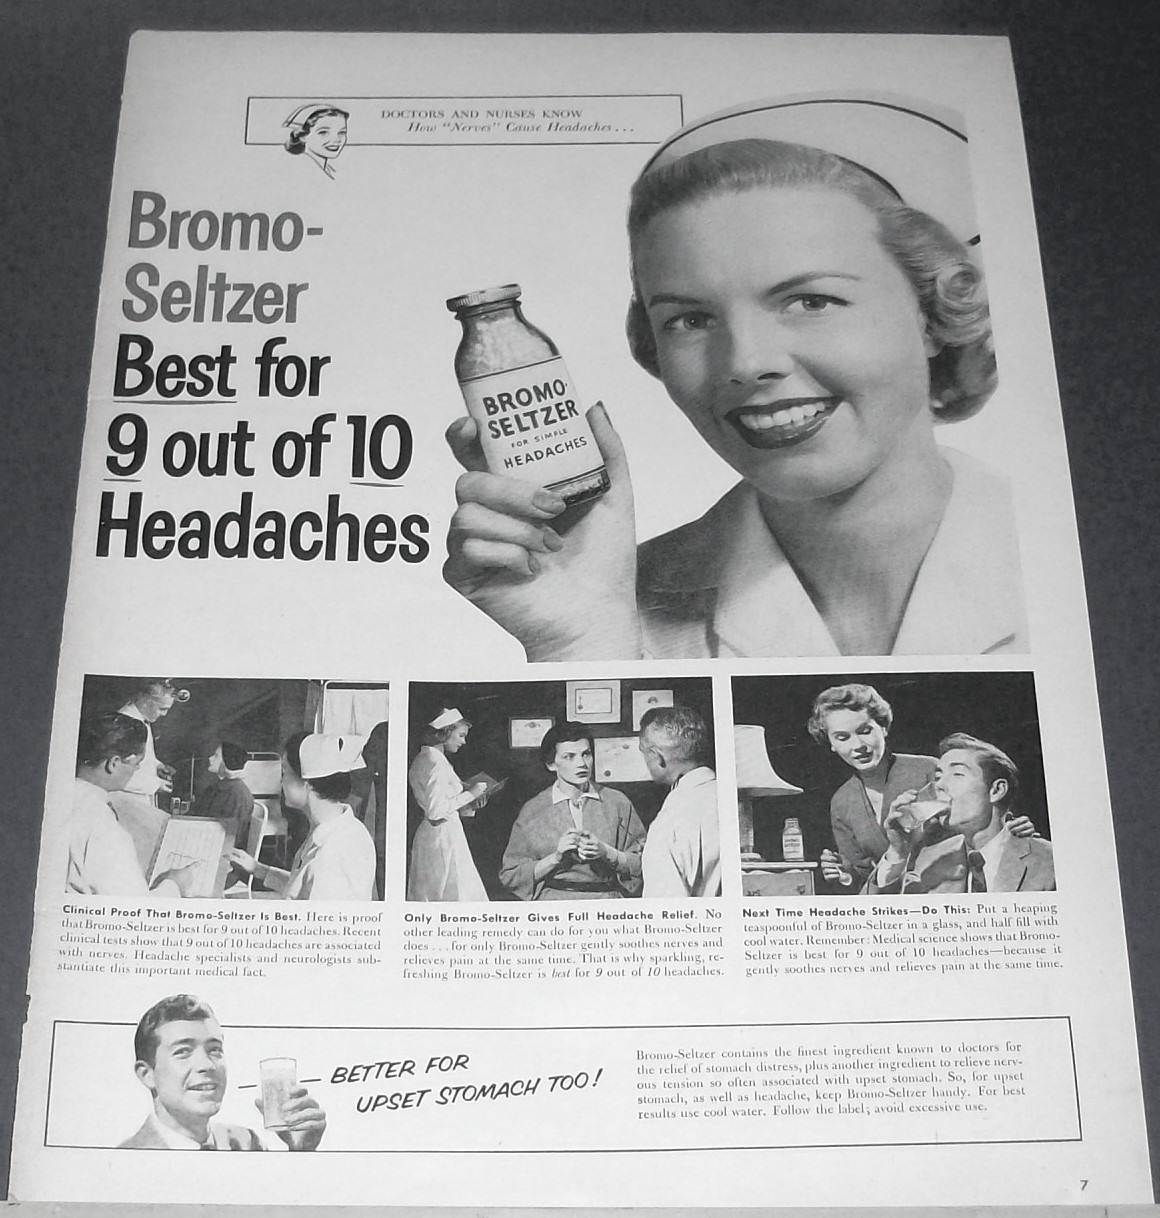 DOCTORS AND NURSES KNOW
How "Nerves" Cause Headaches...
Bromo-
Seltzer
Best for
9 out of 10
Headaches
BROMO-
SELTZER
FOR SIMPLE
HEADACHES
Clinical Proof That Bromo-Seltzer Is Best. Here is proof
that Bromo-Seltzer is best for 9 out of 10 headaches. Recent
clinical tests show that 9 out of 10 headaches are associated
with nerves. Headache specialists and neurologists sub-
stantiate this important medical fact.
Only Bromo-Seltzer Gives Full Headache Relief. No
other leading remedy can do for you what Bromo-Seltzer
does...for only Bromo-Seltzer gently soothes nerves and
relieves pain at the same time. That is why sparkling, re-
freshing Bromo-Seltzer is best for 9 out of 10 headaches.
Next Time Headache Strikes—Do This: Put a heaping
teaspoonful of Bromo-Seltzer in a glass, and half fill with
cool water. Remember: Medical science shows that Bromo-
Seltzer is best for 9 out of 10 headaches—because it
gently soothes nerves and relieves pain at the same time.
BETTER FOR
UPSET STOMACH TOO!
Bromo-Seltzer contains the finest ingredient known to doctors for
the relief of stomach distress, plus another ingredient to relieve nerv-
ous tension so often associated with upset stomach. So, for upset
stomach, as well as headache, keep Bromo-Seltzer handy. For best
results use cool water. Follow the label; avoid excessive use.
7